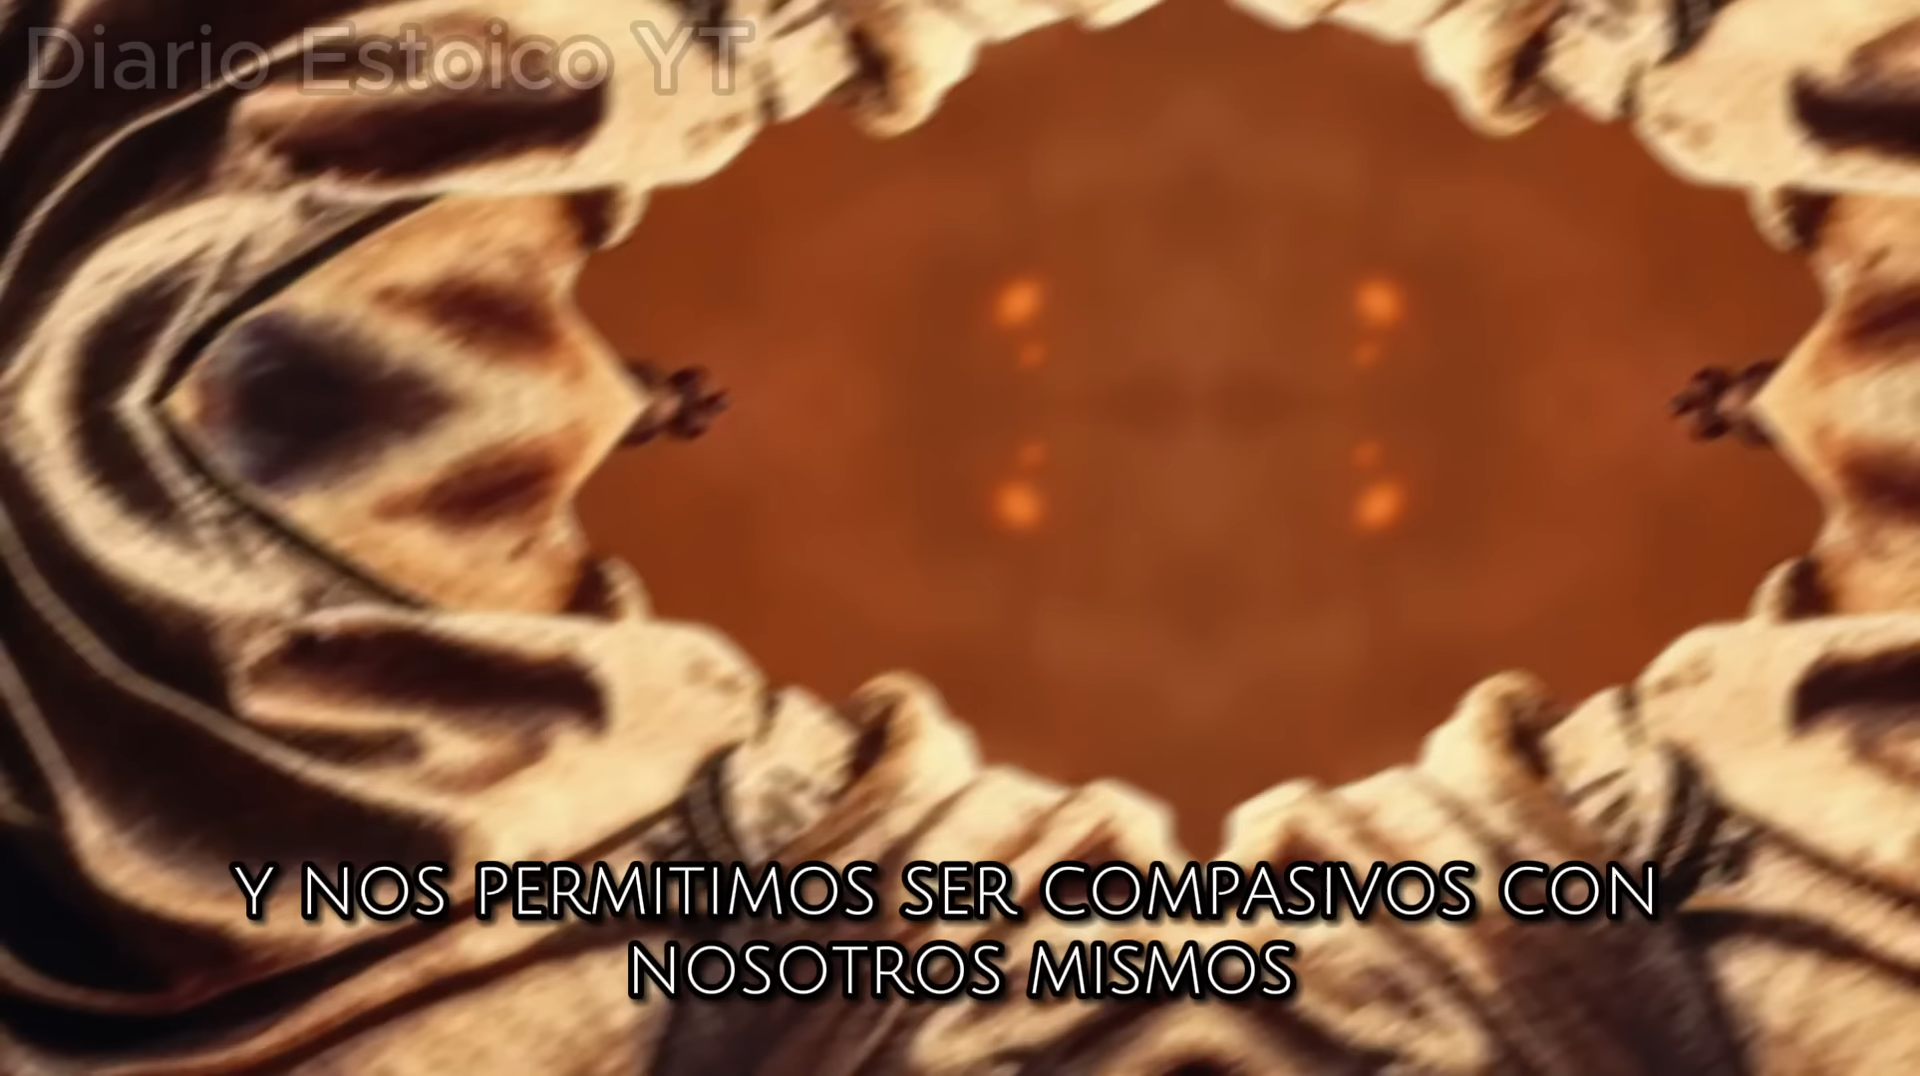 Diario Estoico YT
Y NOS PERMITIMOS SER COMPASIVOS CON
NOSOTROS MISMOS